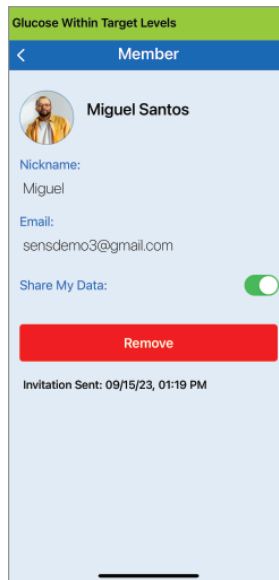 Glucose Within Target Levels
Member
Miguel Santos
Nickname:
Miguel
Email:
sensdemo3@gmail.com
Share My Data:
Remove
Invitation Sent: 09/15/23, 01:19 PM